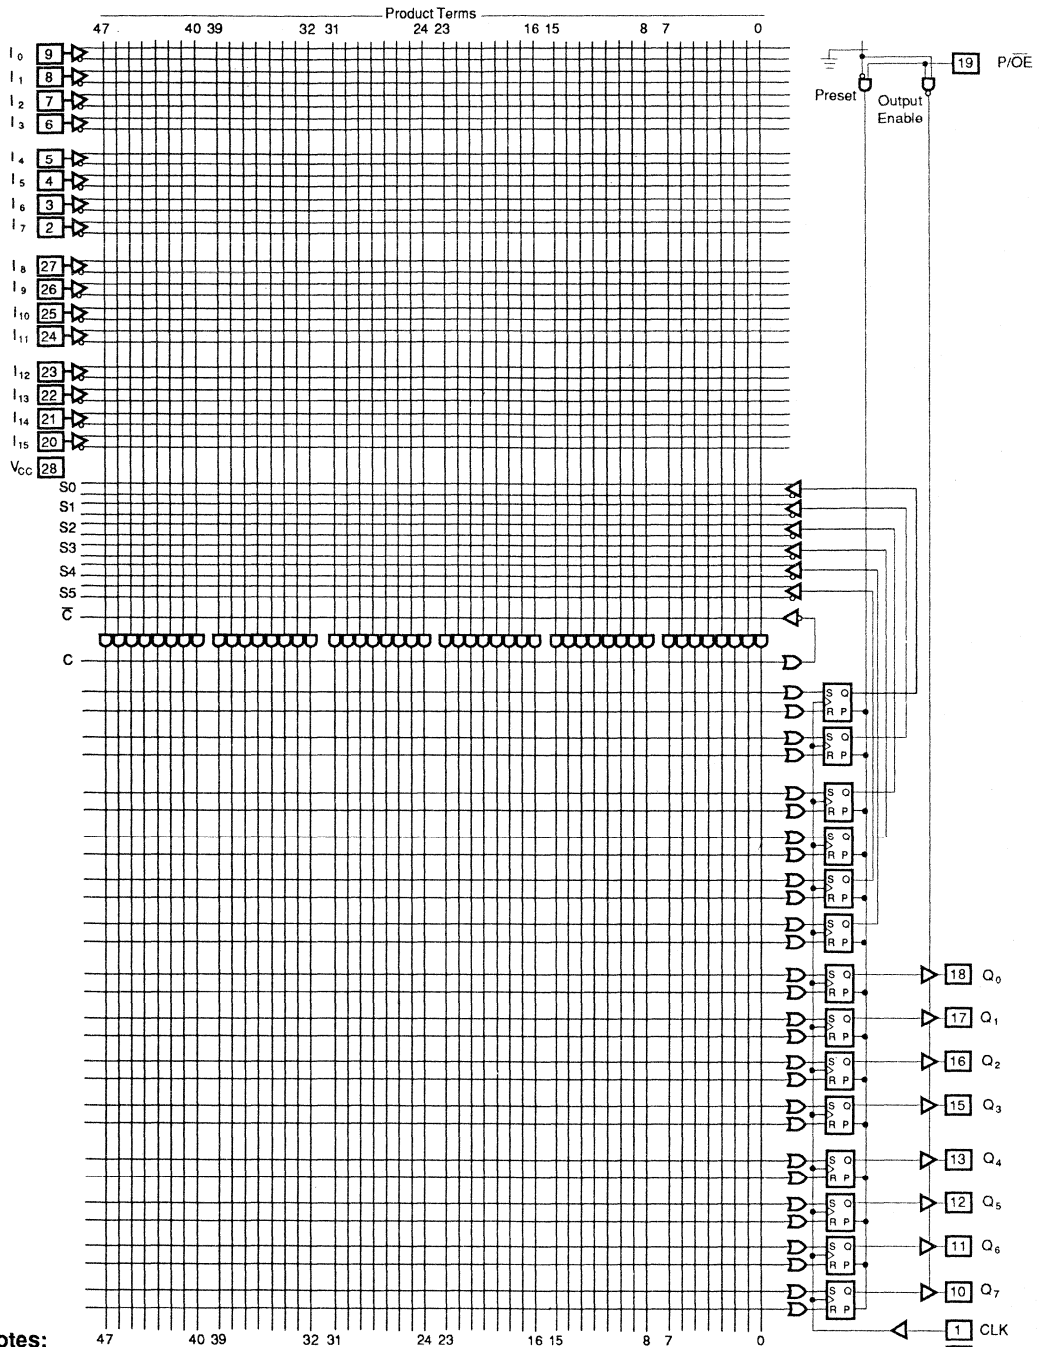 Product Terms
47 40 39 32 31 24 23 16 15 8 7 0
I0 9
I1 8
I2 7
I3 6
I4 5
I5 4
I6 3
I7 2
I8 27
I9 26
I10 25
I11 24
I12 23
I13 22
I14 21
I15 20
VCC 28
19 P/O̅E̅
Preset
Output
Enable
S0
S1
S2
S3
S4
S5
C̅
C
S Q
R P
S Q
R P
S Q
R P
S Q
R P
S Q
R P
S Q
R P
S Q
R P
18 Q0
S Q
R P
17 Q1
S Q
R P
16 Q2
S Q
R P
15 Q3
S Q
R P
13 Q4
S Q
R P
12 Q5
S Q
R P
11 Q6
S Q
R P
10 Q7
1 CLK
47 40 39 32 31 24 23 16 15 8 7 0
otes: